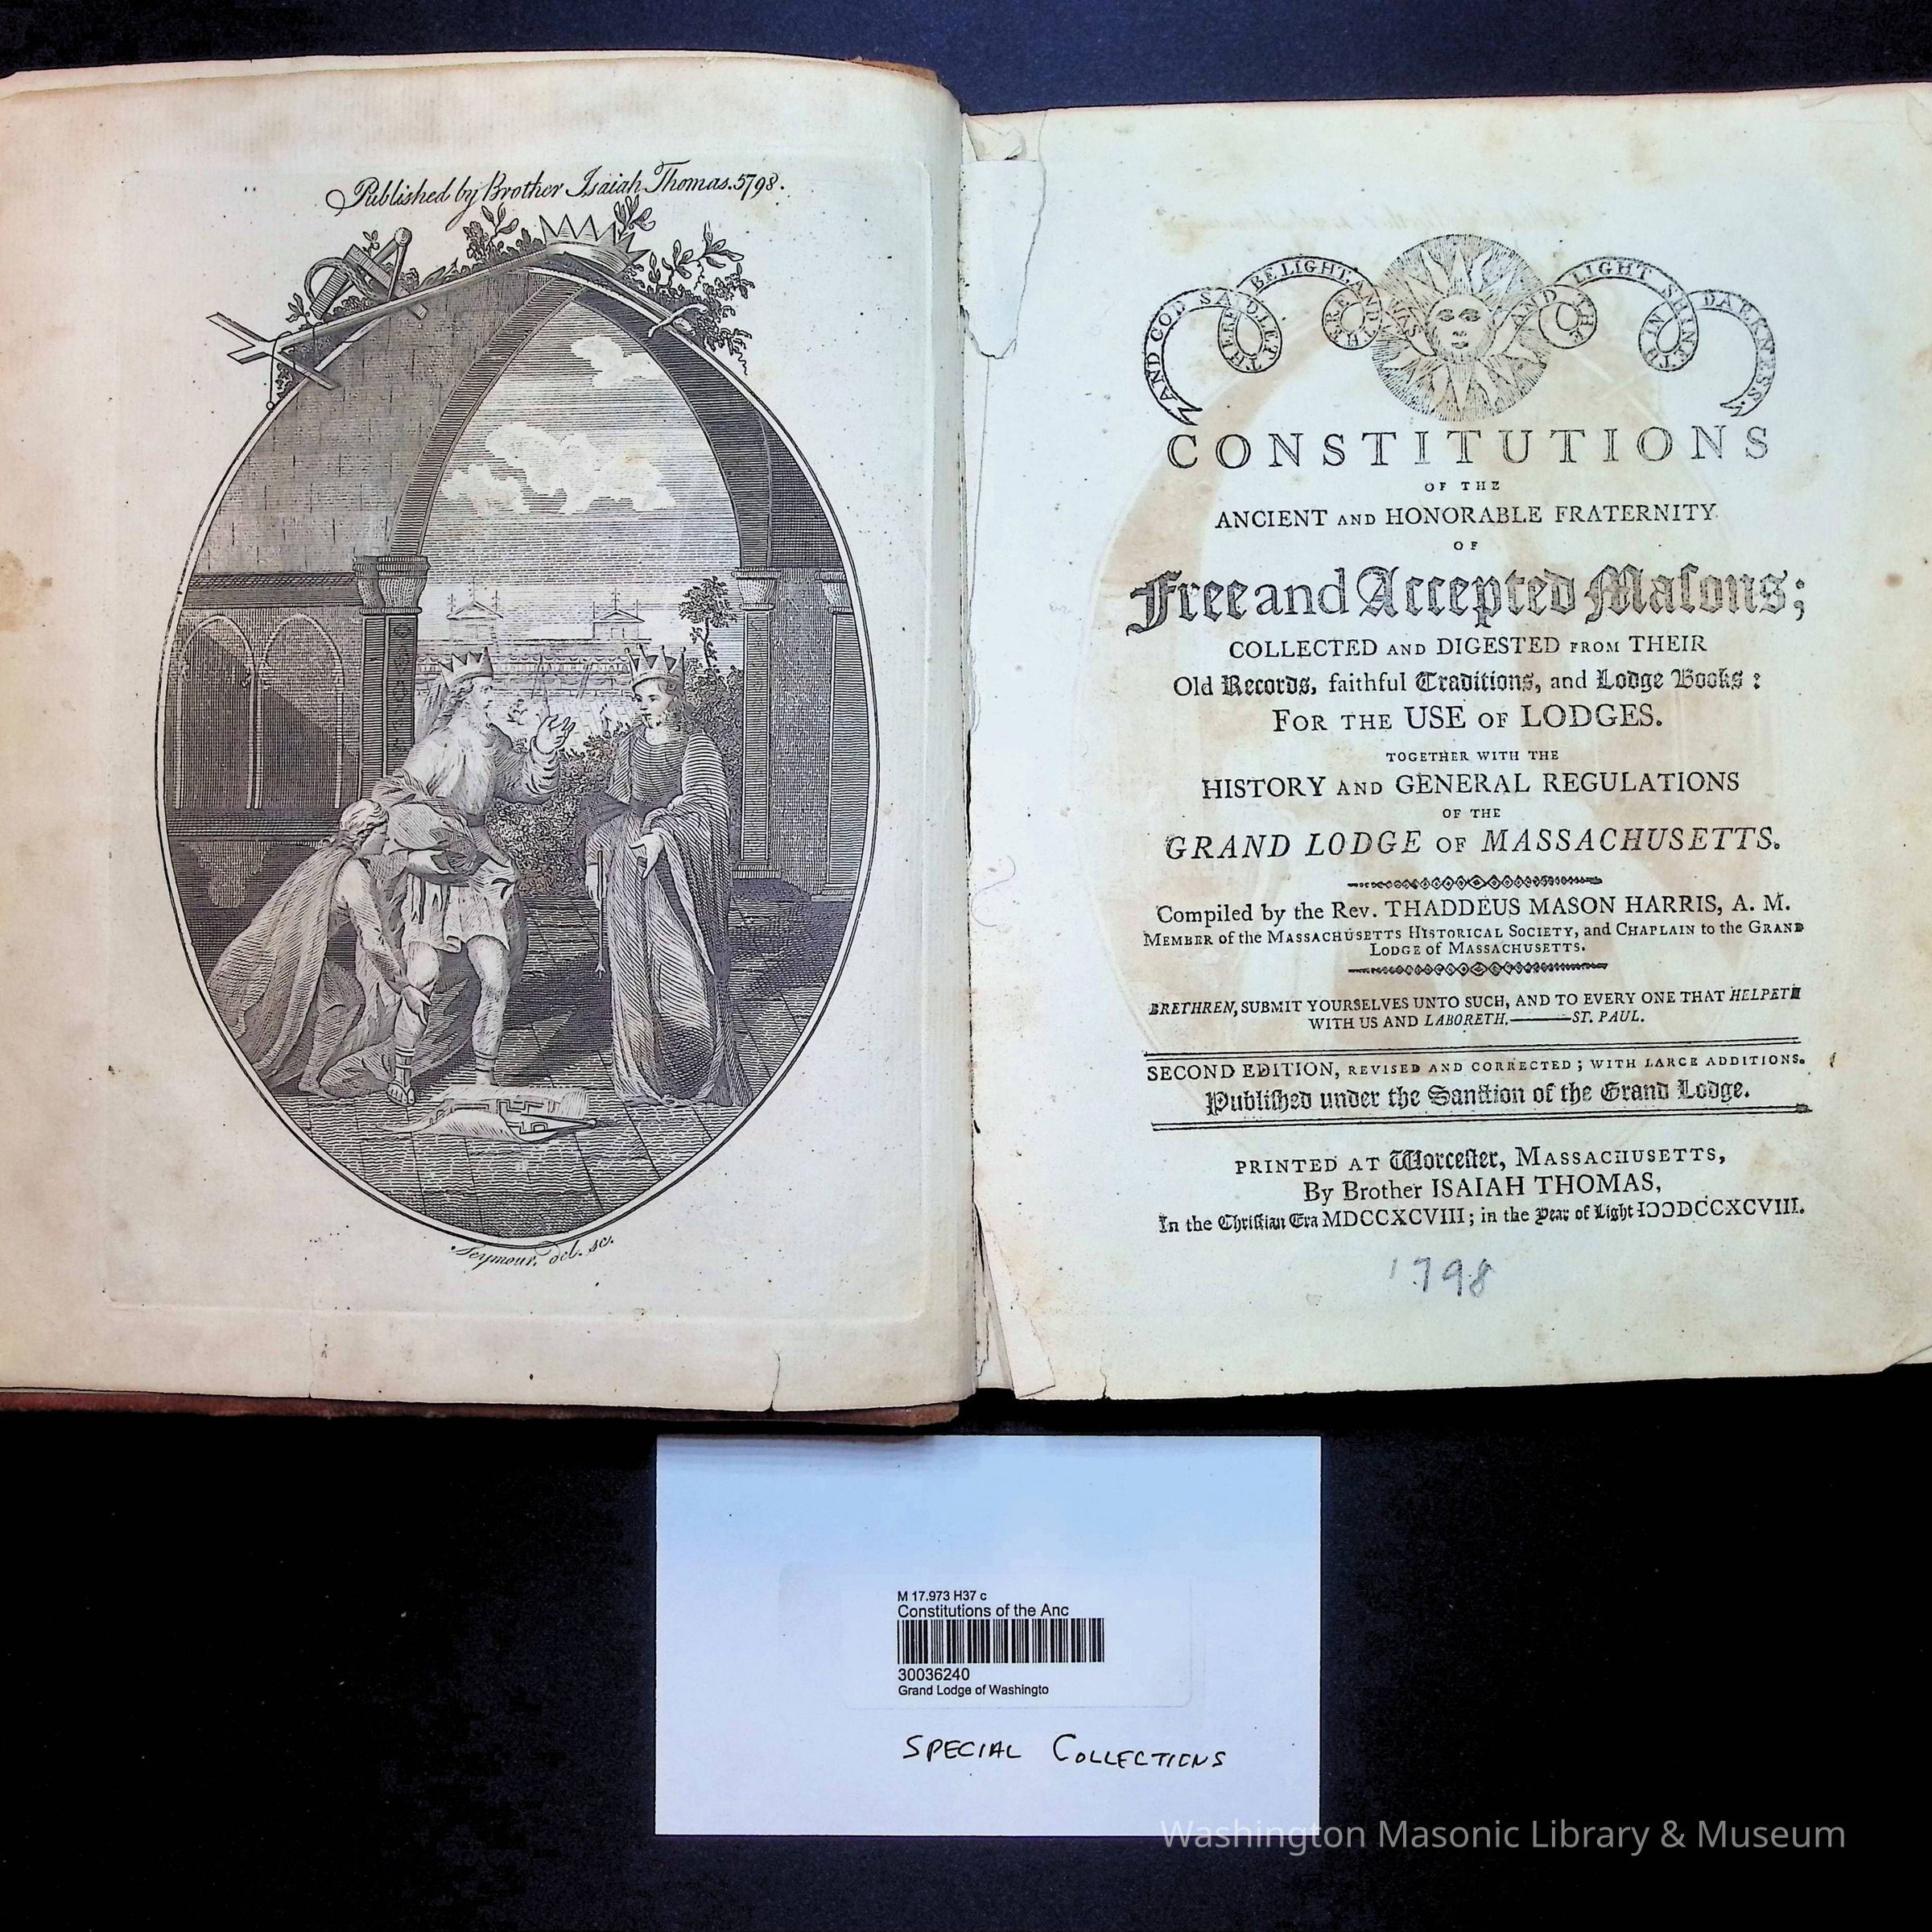 Published by Brother Isaiah Thomas. 5798.
Seymour, del. sc.
AND GOD SAID LET THERE BE LIGHT, AND THERE WAS AND THE LIGHT SHINETH IN DARKNESS.
CONSTITUTIONS
OF THE
ANCIENT AND HONORABLE FRATERNITY
OF
Free and Accepted Maſons;
COLLECTED AND DIGESTED FROM THEIR
Old Records, faithful Traditions, and Lodge Books:
FOR THE USE OF LODGES.
TOGETHER WITH THE
HISTORY AND GENERAL REGULATIONS
OF THE
GRAND LODGE OF MASSACHUSETTS.
Compiled by the Rev. THADDEUS MASON HARRIS, A. M.
MEMBER of the MASSACHUSETTS HISTORICAL SOCIETY, and CHAPLAIN to the GRAND
LODGE of MASSACHUSETTS.
BRETHREN, SUBMIT YOURSELVES UNTO SUCH, AND TO EVERY ONE THAT HELPETH
WITH US AND LABORETH.———ST. PAUL.
SECOND EDITION, REVISED AND CORRECTED; WITH LARGE ADDITIONS.
Publiſhed under the Sanction of the Grand Lodge.
PRINTED AT Worceſter, MASSACHUSETTS,
By Brother ISAIAH THOMAS,
In the Chriſtian Era MDCCXCVIII; in the Year of Light IƆƆDCCXCVIII.
1798
M 17.973 H37 c
Constitutions of the Anc
30036240
Grand Lodge of Washingto
SPECIAL COLLECTIONS
Washington Masonic Library & Museum